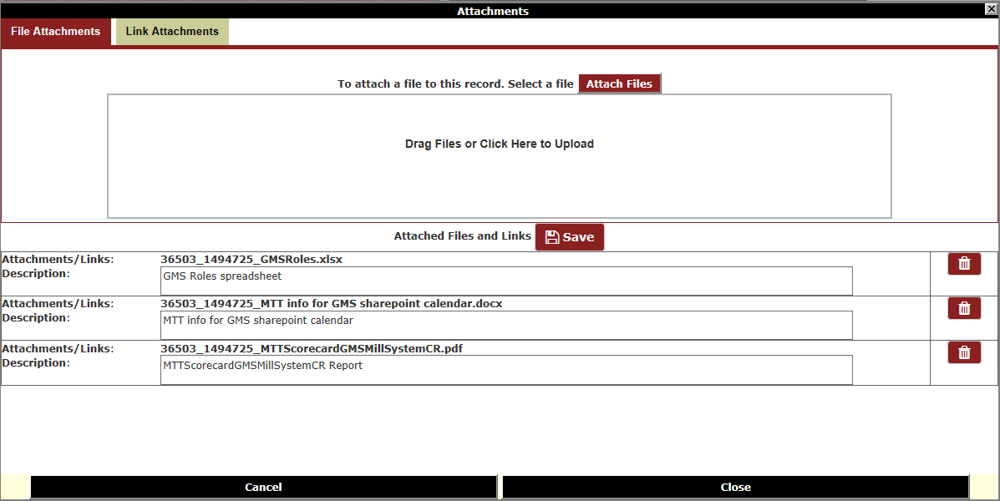 Attachments
File Attachments
Link Attachments
To attach a file to this record. Select a file
Attach Files
Drag Files or Click Here to Upload
Attached Files and Links
Save
Attachments/Links: 36503_1494725_GMSRoles.xlsx
Description: GMS Roles spreadsheet
Attachments/Links: 36503_1494725_MTT info for GMS sharepoint calendar.docx
Description: MTT info for GMS sharepoint calendar
Attachments/Links: 36503_1494725_MTTScorecardGMSMillSystemCR.pdf
Description: MTTScorecardGMSMillSystemCR Report
Cancel
Close